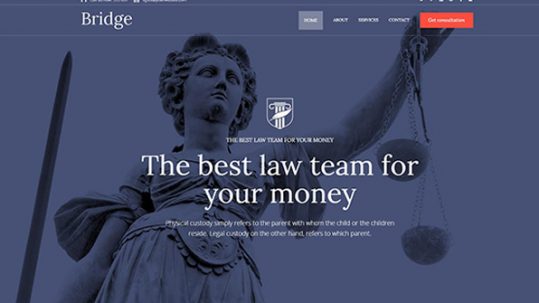 Bridge
HOME ABOUT SERVICES CONTACT Get consultation
THE BEST LAW TEAM FOR YOUR MONEY
The best law team for
your money
Physical custody simply refers to the parent with whom the child or the children
reside. Legal custody on the other hand, refers to which parent.